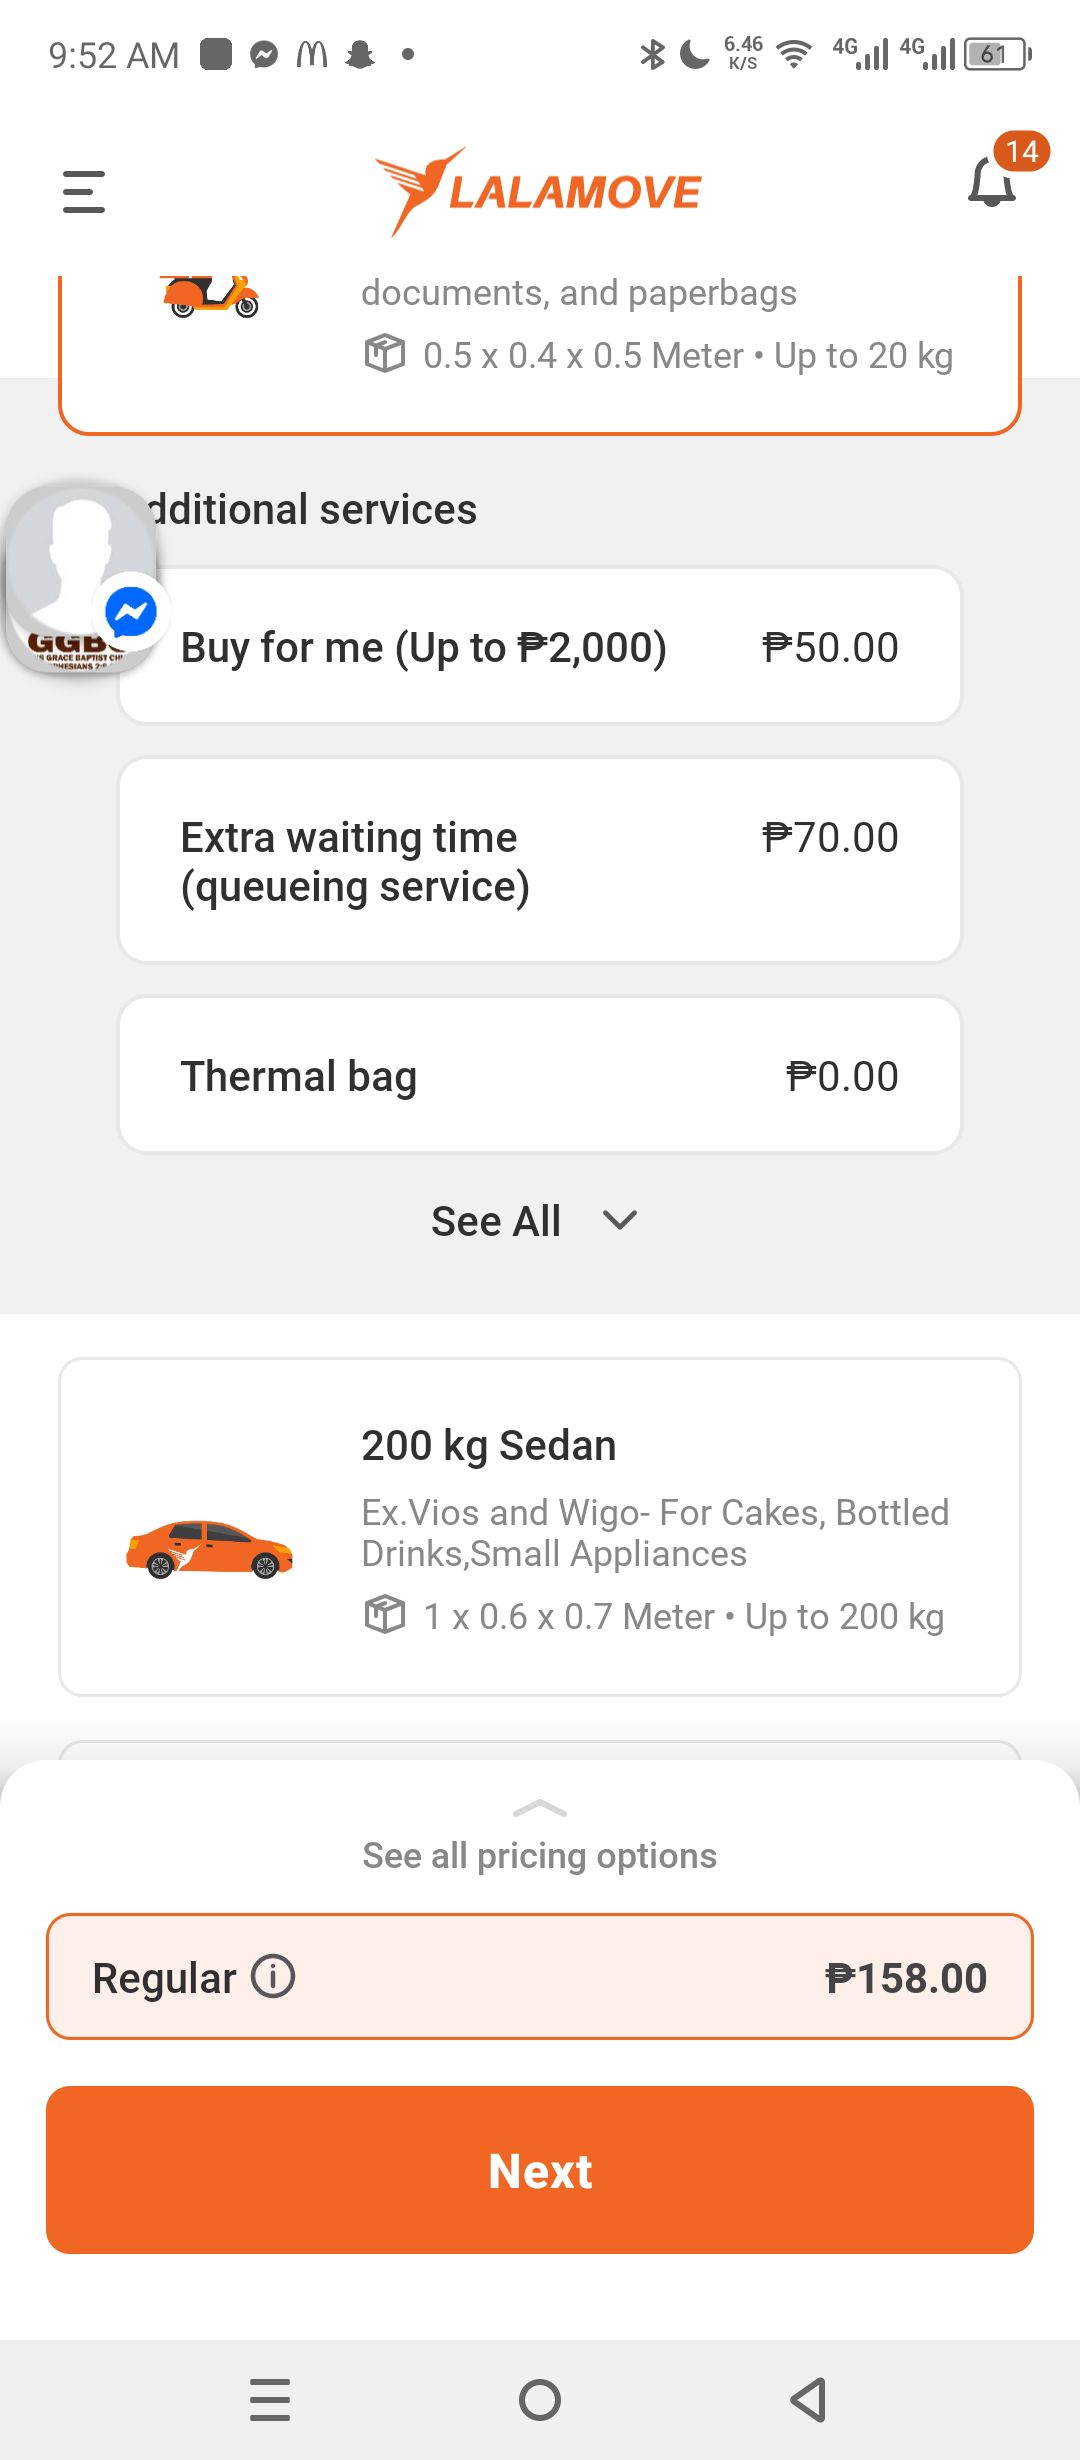 9:52 AM
6.46
K/S
4G
4G
61
14
LALAMOVE
documents, and paperbags
0.5 x 0.4 x 0.5 Meter • Up to 20 kg
dditional services
GRACE BAPTIST
Buy for me (Up to ₱2,000)
₱50.00
Extra waiting time
(queueing service)
₱70.00
Thermal bag
₱0.00
See All
200 kg Sedan
Ex.Vios and Wigo- For Cakes, Bottled
Drinks,Small Appliances
1 x 0.6 x 0.7 Meter • Up to 200 kg
See all pricing options
Regular
₱158.00
Next